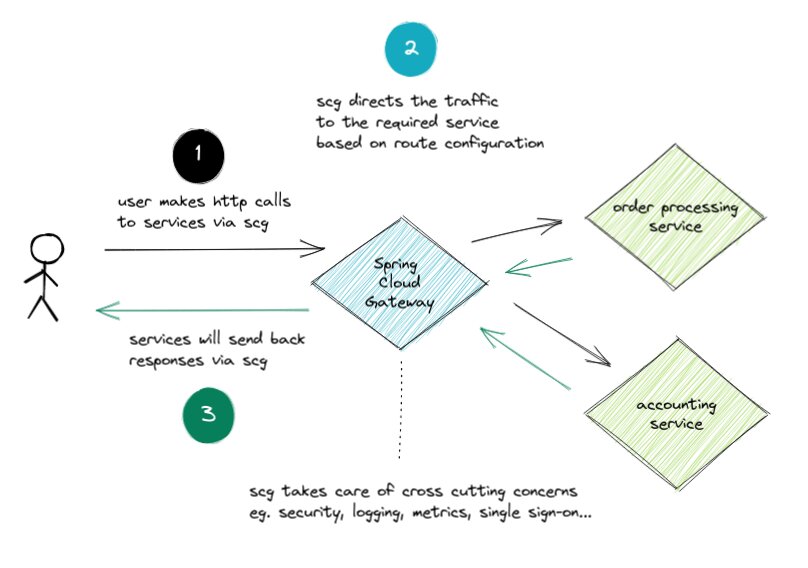 2
scg directs the traffic
to the required service
based on route configuration
1
user makes http calls
to services via scg
order processing
service
Spring
Cloud
Gateway
services will send back
responses via scg
3
accounting
service
scg takes care of cross cutting concerns
eg. security, logging, metrics, single sign-on...